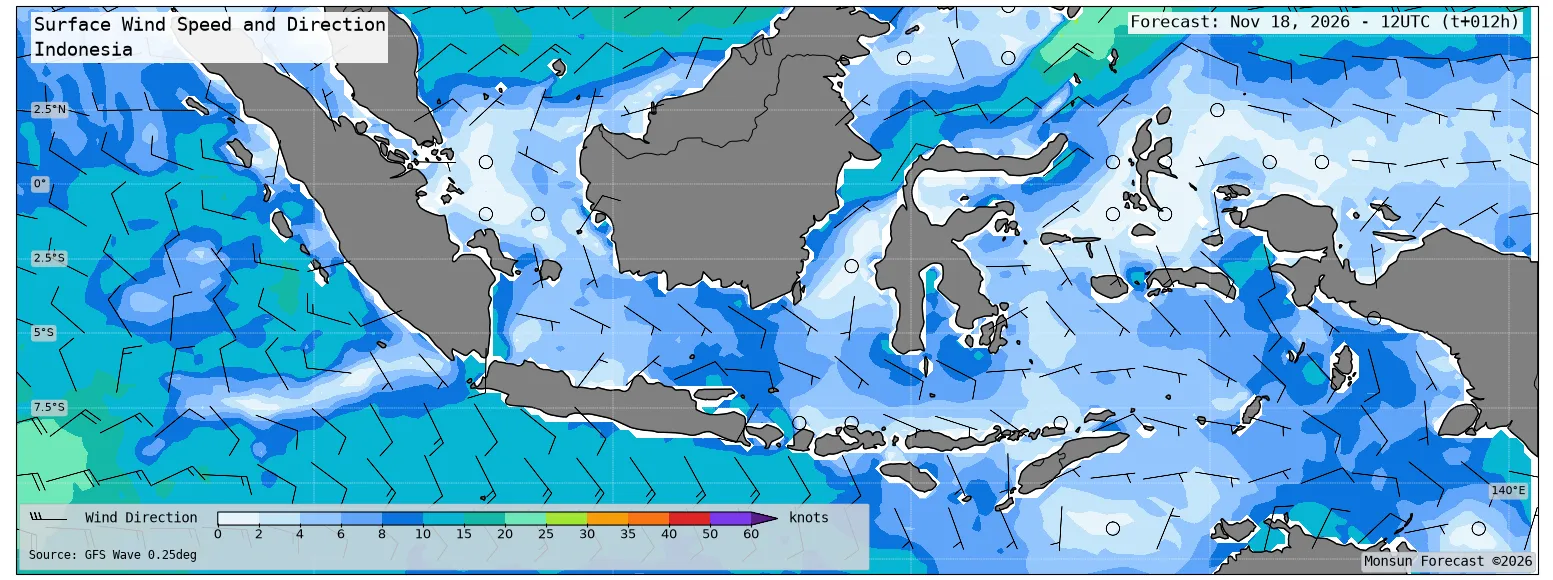 Surface Wind Speed and Direction
Indonesia
Forecast: Nov 18, 2026 - 12UTC (t+012h)
2.5°N
0°
2.5°S
5°S
7.5°S
140°E
Wind Direction
0 2 4 6 8 10 15 20 25 30 35 40 50 60
knots
Source: GFS Wave 0.25deg
Monsun Forecast ©2026